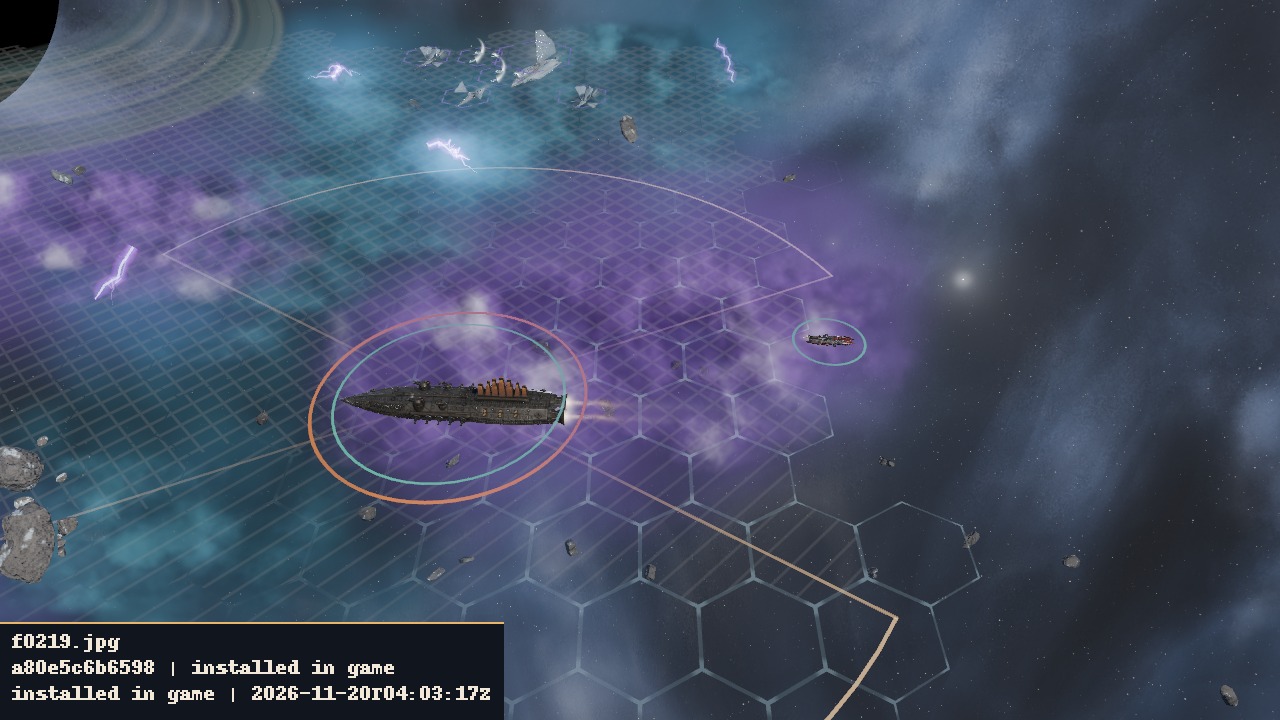 f0219.jpg
a80e5c6b6598 | installed in game
installed in game | 2026-11-20T04:03:17Z